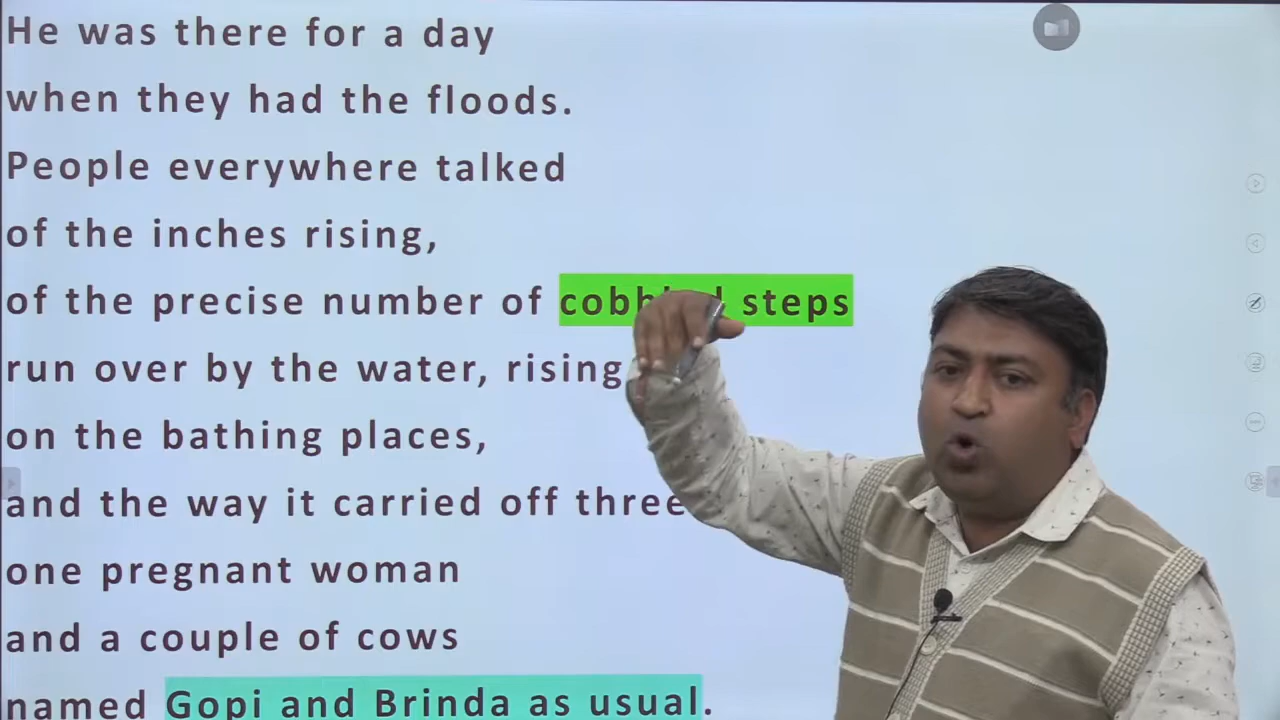 He was there for a day
when they had the floods.
People everywhere talked
of the inches rising,
of the precise number of steps
run over by the water, rising
on the bathing places,
and the way it carried off three
one pregnant woman
and a couple of cows
named Gopi and Brinda as usual.